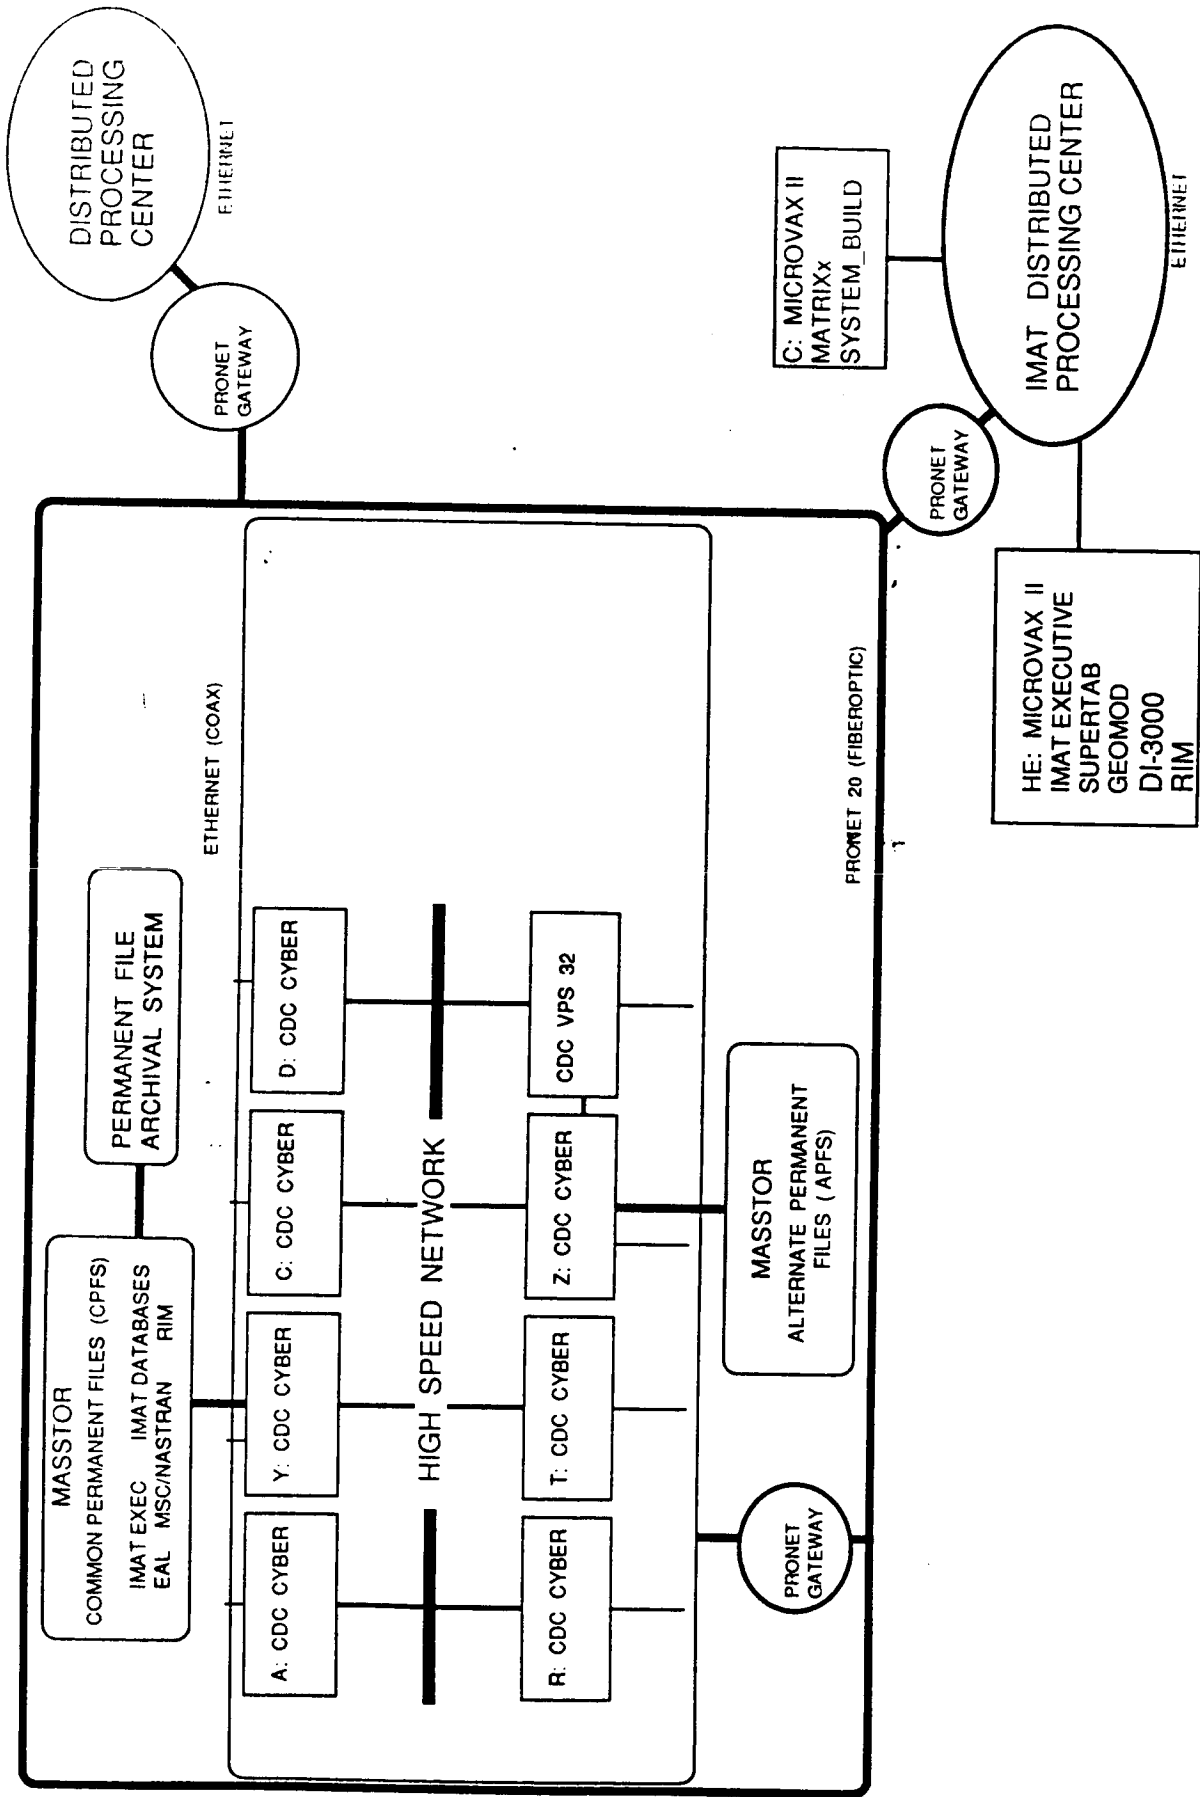 DISTRIBUTED
PROCESSING
CENTER
ETHERNET
PRONET
GATEWAY
MASSTOR
COMMON PERMANENT FILES (CPFS)
IMAT EXEC IMAT DATABASES
EAL MSC/NASTRAN RIM
PERMANENT FILE
ARCHIVAL SYSTEM
ETHERNET (COAX)
A: CDC CYBER
Y: CDC CYBER
C: CDC CYBER
D: CDC CYBER
HIGH SPEED NETWORK
R: CDC CYBER
T: CDC CYBER
Z: CDC CYBER
CDC VPS 32
MASSTOR
ALTERNATE PERMANENT
FILES (APFS)
PRONET
GATEWAY
PRONET 20 (FIBEROPTIC)
PRONET
GATEWAY
C: MICROVAX II
MATRIXx
SYSTEM_BUILD
IMAT DISTRIBUTED
PROCESSING CENTER
ETHERNET
HE: MICROVAX II
IMAT EXECUTIVE
SUPERTAB
GEOMOD
DI-3000
RIM